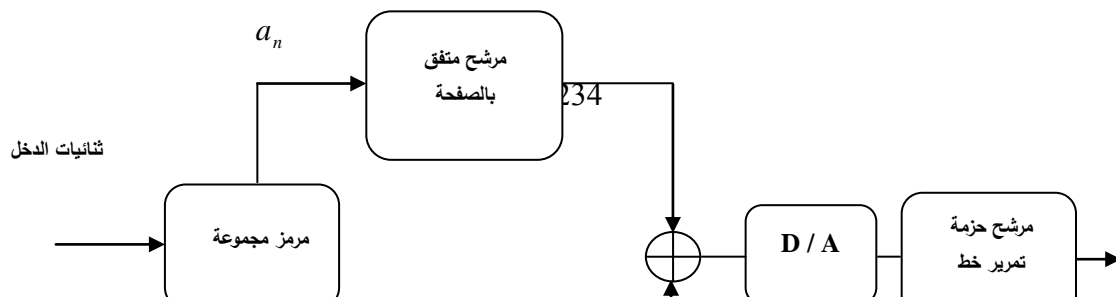 a_n
مرشح متفق
بالصفحة
234
ثنائيات الدخل
مرمز مجموعة
D / A
مرشح حزمة
تمرير خط